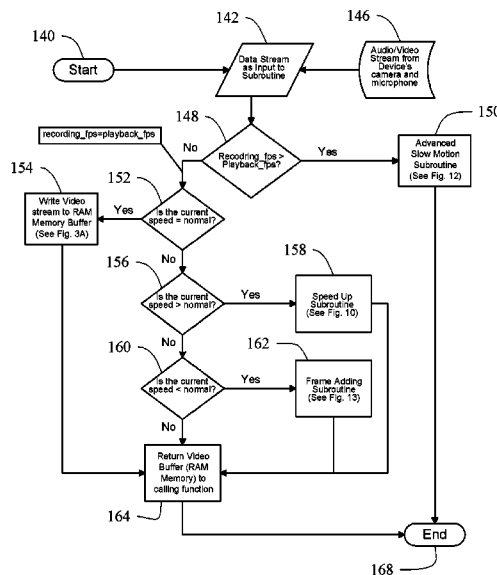 140
Start
142
Data Stream
as Input to
Subroutine
146
Audio/Video
Stream from
Device's
camera and
microphone
148
Recodring_fps >
Playback_fps?
No
Yes
150
Advanced
Slow Motion
Subroutine
(See Fig. 12)
recording_fps=playback_fps
152
Is the current
speed = normal?
Yes
No
154
Write Video
stream to RAM
Memory Buffer
(See Fig. 3A)
156
Is the current
speed > normal?
Yes
No
158
Speed Up
Subroutine
(See Fig. 10)
160
Is the current
speed < normal?
Yes
No
162
Frame Adding
Subroutine
(See Fig. 13)
Return Video
Buffer (RAM
Memory) to
calling function
164
End
168